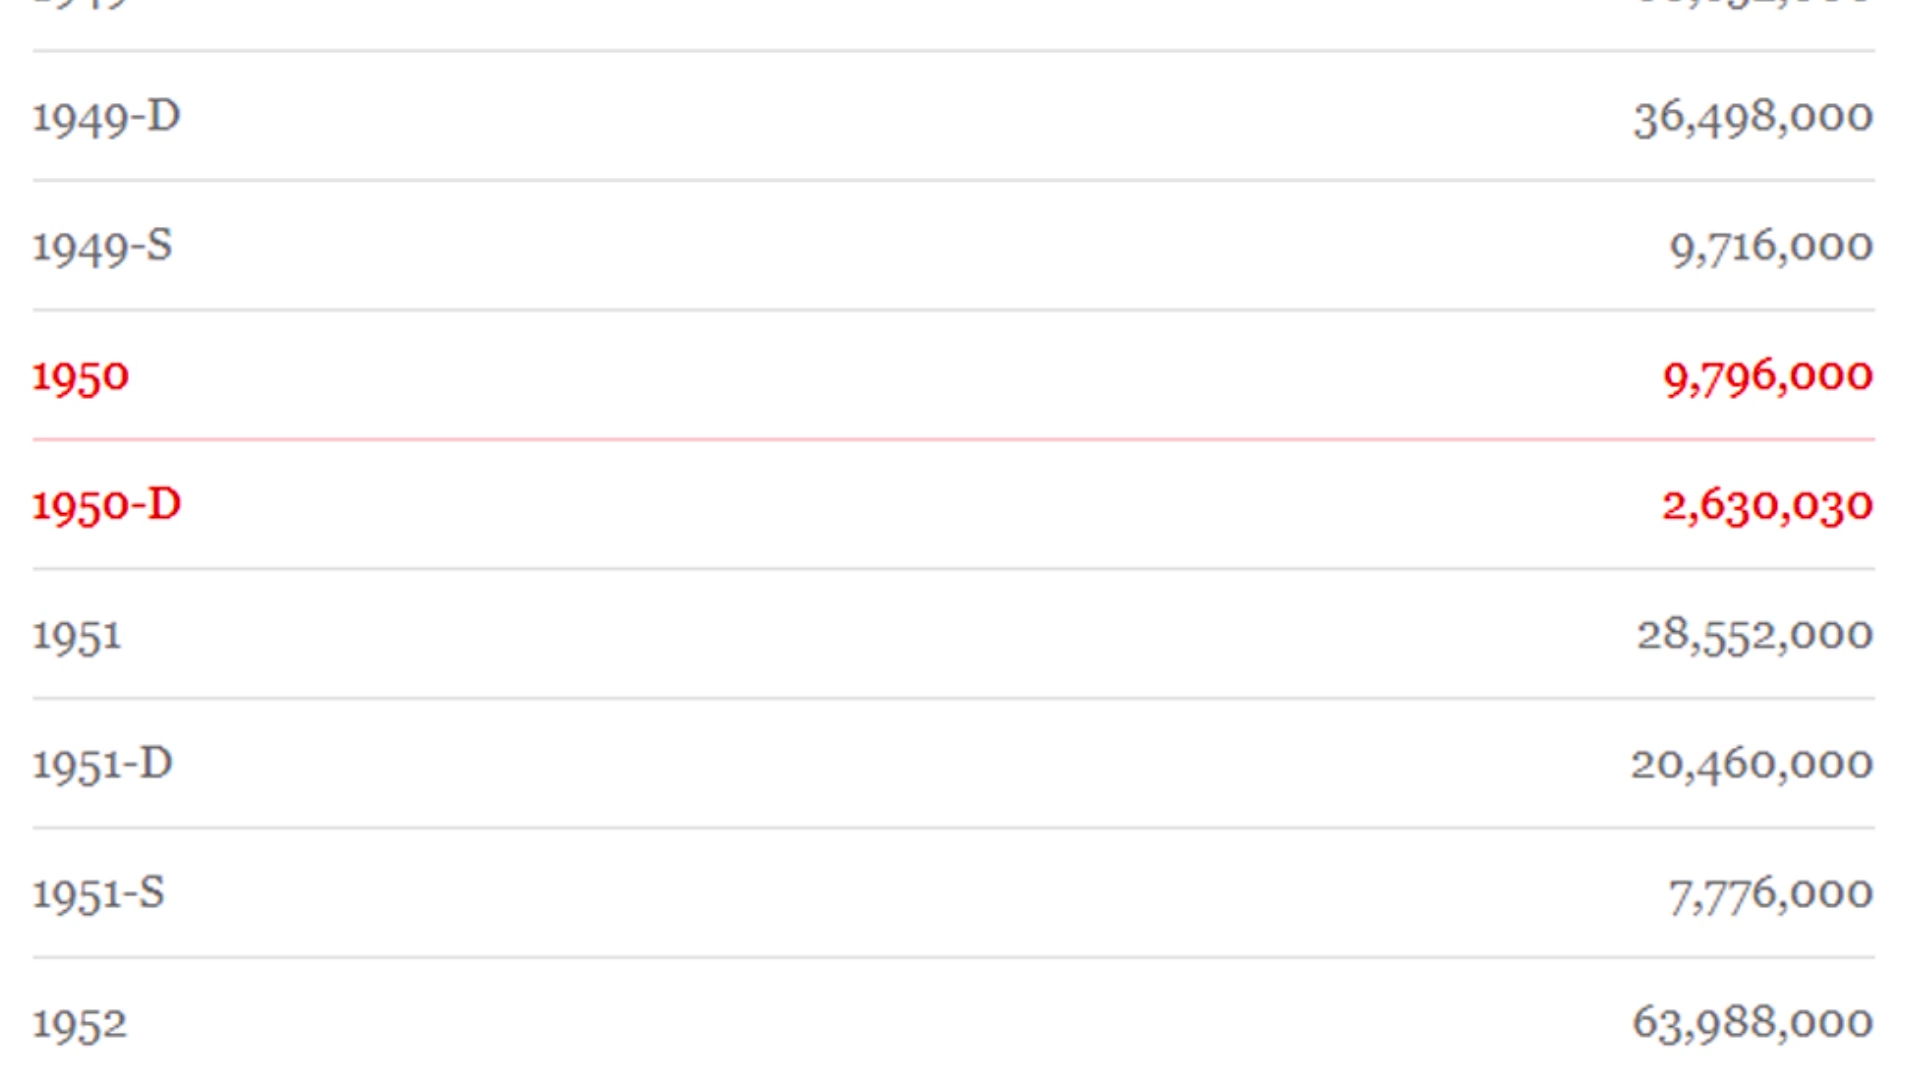 1949-D 36,498,000
1949-S 9,716,000
1950 9,796,000
1950-D 2,630,030
1951 28,552,000
1951-D 20,460,000
1951-S 7,776,000
1952 63,988,000